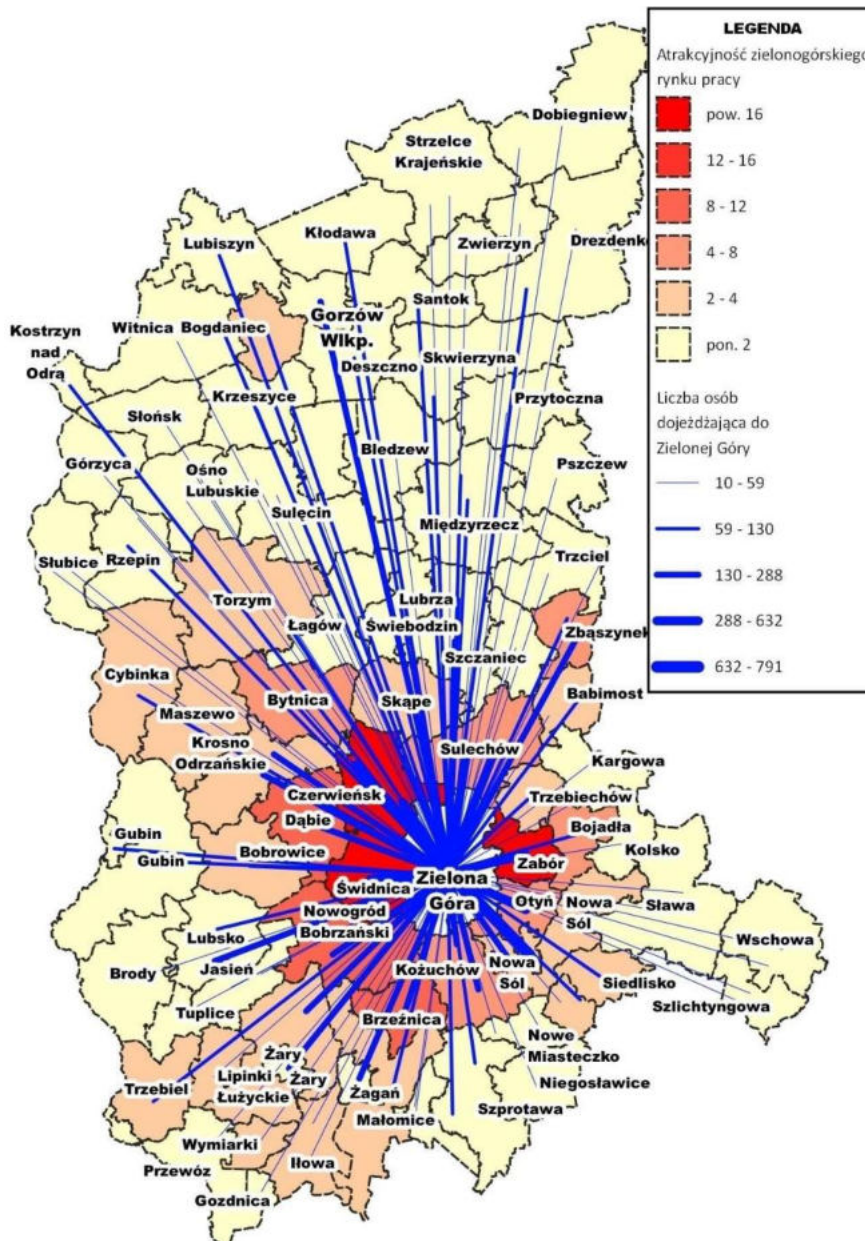 LEGENDA
Atrakcyjność zielonogórskiego
rynku pracy
pow. 16
12 - 16
8 - 12
4 - 8
2 - 4
pon. 2
Liczba osób
dojeżdżająca do
Zielonej Góry
10 - 59
59 - 130
130 - 288
288 - 632
632 - 791
Dobiegniew
Strzelce
Krajeńskie
Kłodawa
Lubiszyn
Zwierzyn
Drezdenko
Santok
Gorzów
Wlkp.
Witnica
Bogdaniec
Kostrzyn
nad
Odrą
Deszczno
Skwierzyna
Krzeszyce
Przytoczna
Słońsk
Bledzew
Górzyca
Ośno
Lubuskie
Pszczew
Sulęcin
Międzyrzecz
Słubice
Rzepin
Trzciel
Torzym
Lubrza
Łagów
Świebodzin
Zbąszynek
Szczaniec
Cybinka
Bytnica
Skąpe
Babimost
Maszewo
Krosno
Odrzańskie
Sulechów
Kargowa
Czerwieńsk
Trzebiechów
Dąbie
Bojadła
Gubin
Gubin
Bobrowice
Zabór
Kolsko
Zielona
Góra
Świdnica
Nowogród
Bobrzański
Otyń
Nowa
Sól
Sława
Lubsko
Wschowa
Brody
Jasień
Kożuchów
Nowa
Sól
Siedlisko
Szlichtyngowa
Tuplice
Brzeźnica
Nowe
Miasteczko
Żary
Żary
Trzebiel
Lipinki
Łużyckie
Żagań
Niegosławice
Małomice
Szprotawa
Wymiarki
Przewóz
Iłowa
Gozdnica